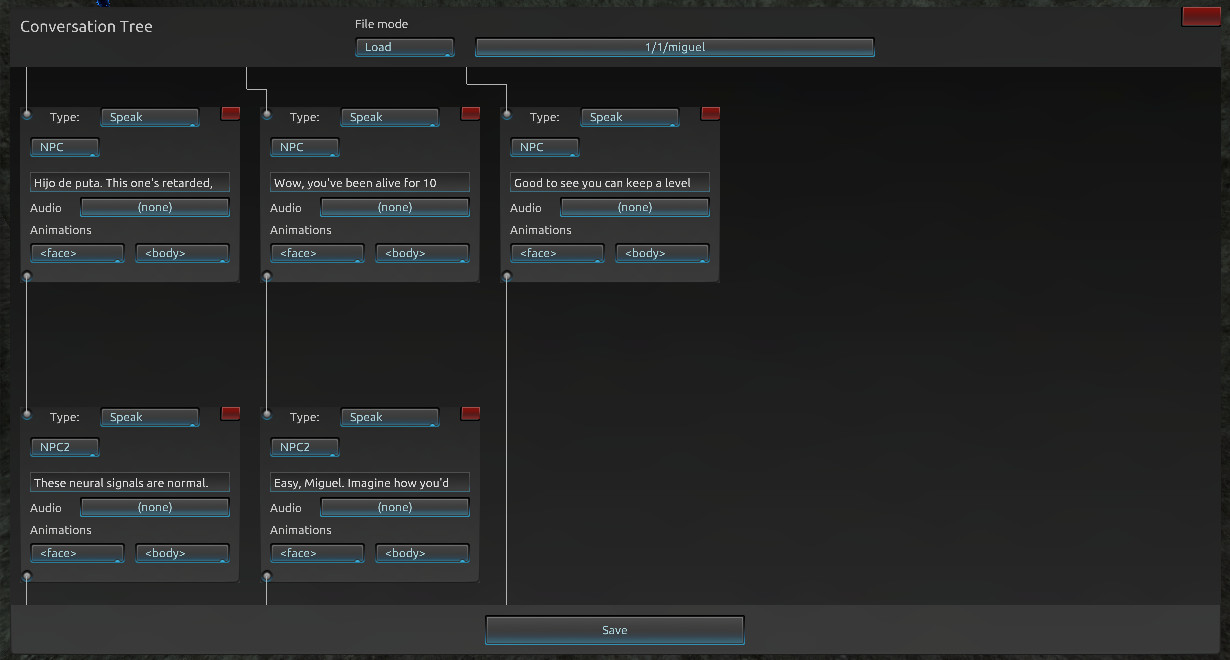 Conversation Tree
File mode
Load
1/1/miguel
Type: Speak
Type: Speak
Type: Speak
NPC
NPC
NPC
Hijo de puta. This one's retarded,
Wow, you've been alive for 10
Good to see you can keep a level
Audio (none)
Audio (none)
Audio (none)
Animations
Animations
Animations
<face> <body>
<face> <body>
<face> <body>
Type: Speak
Type: Speak
NPC2
NPC2
These neural signals are normal.
Easy, Miguel. Imagine how you'd
Audio (none)
Audio (none)
Animations
Animations
<face> <body>
<face> <body>
Save